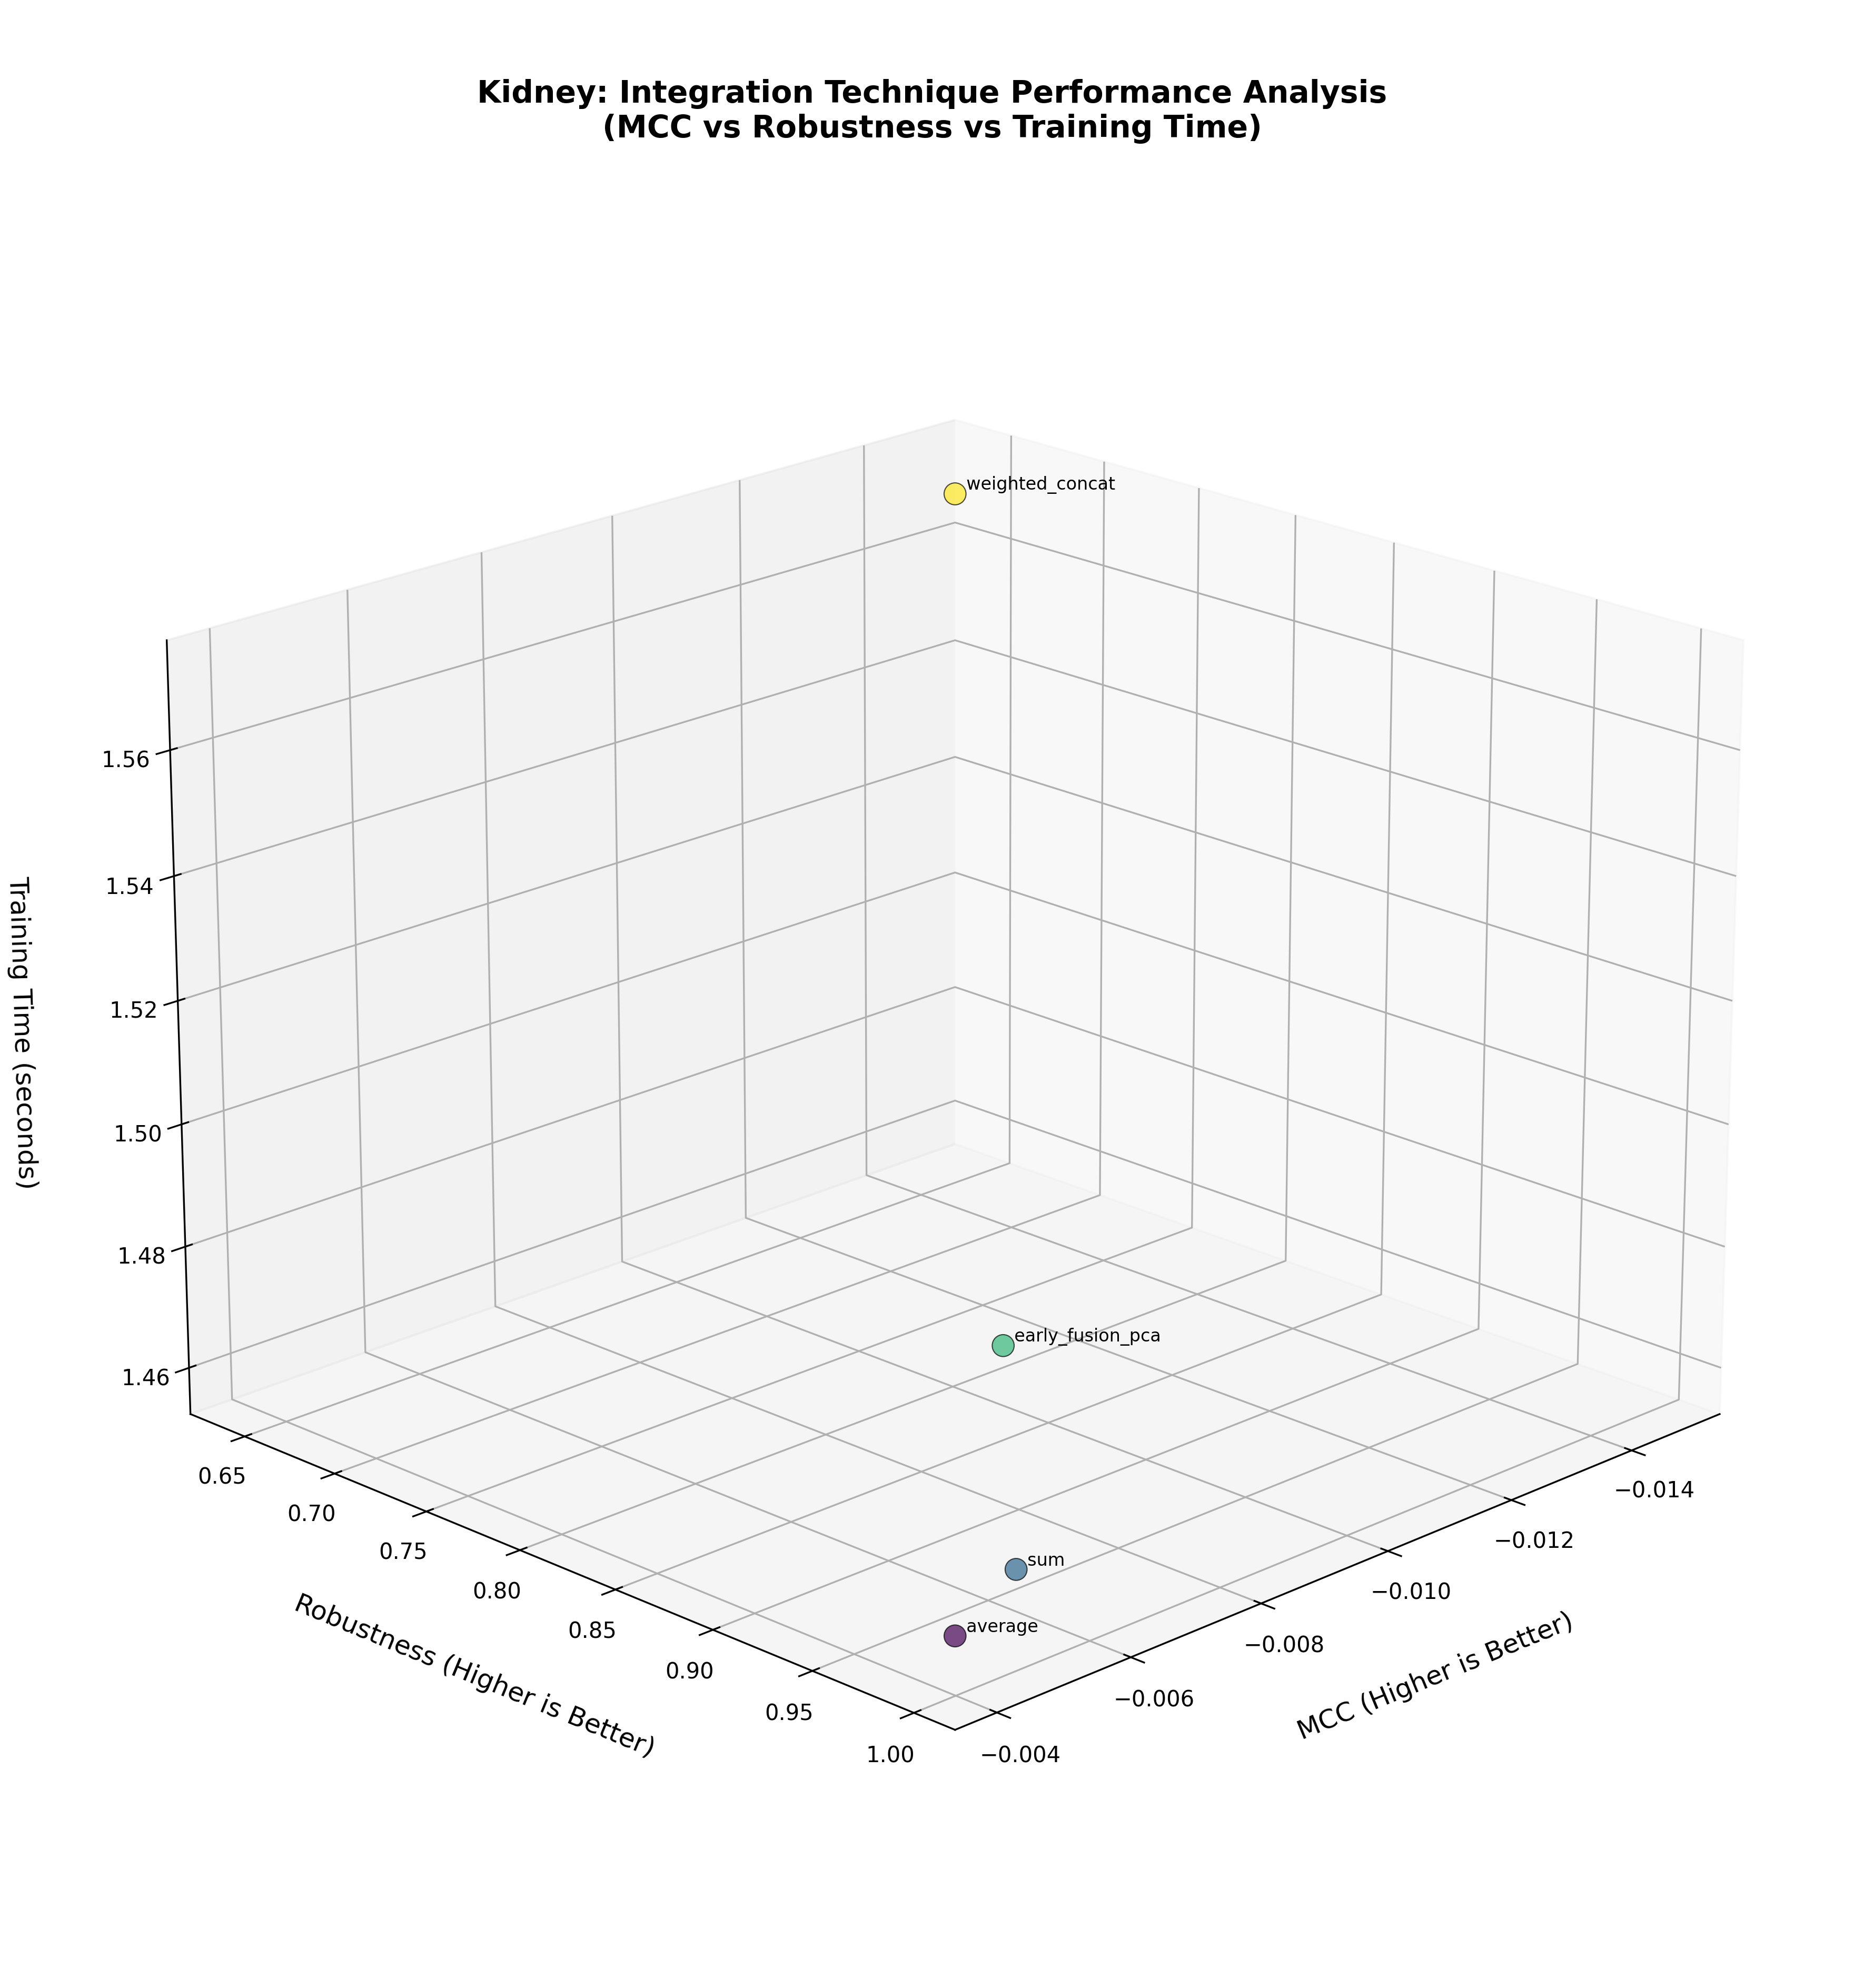 Kidney: Integration Technique Performance Analysis
(MCC vs Robustness vs Training Time)
weighted_concat
early_fusion_pca
sum
average
Training Time (seconds)
1.56
1.54
1.52
1.50
1.48
1.46
0.65
0.70
0.75
0.80
0.85
0.90
0.95
1.00
Robustness (Higher is Better)
−0.014
−0.012
−0.010
−0.008
−0.006
−0.004
MCC (Higher is Better)